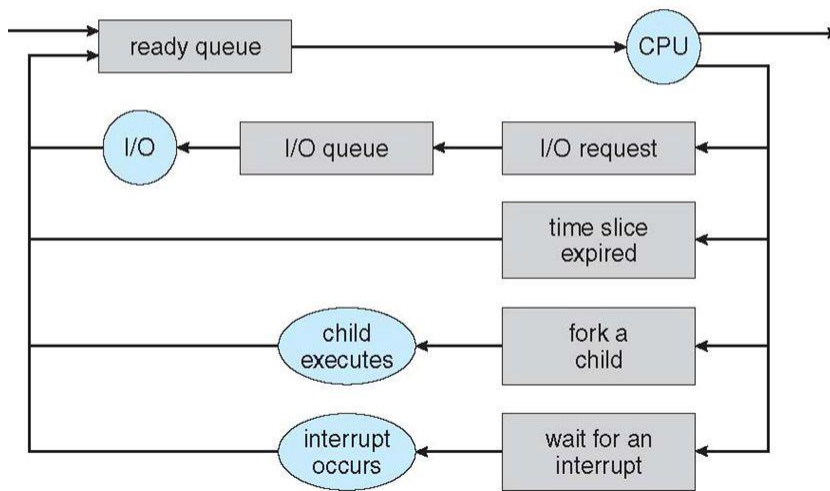 ready queue
CPU
I/O
I/O queue
I/O request
time slice
expired
child
executes
fork a
child
interrupt
occurs
wait for an
interrupt